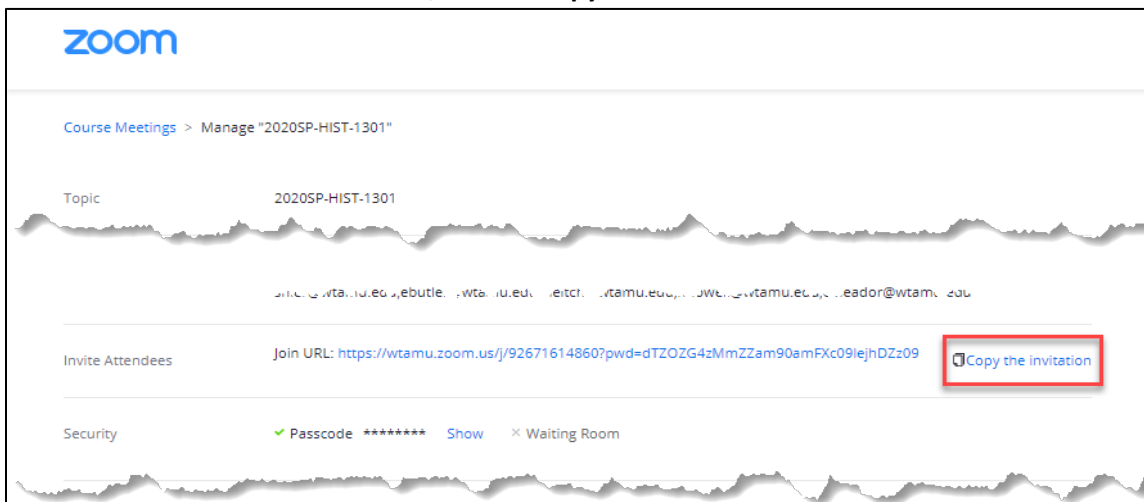 zoom
Course Meetings > Manage "2020SP-HIST-1301"
Topic 2020SP-HIST-1301
Invite Attendees Join URL: https://wtamu.zoom.us/j/92671614860?pwd=dTZOZG4zMmZZam90amFXc09lejhDZz09 Copy the invitation
Security ✓ Passcode ******** Show × Waiting Room